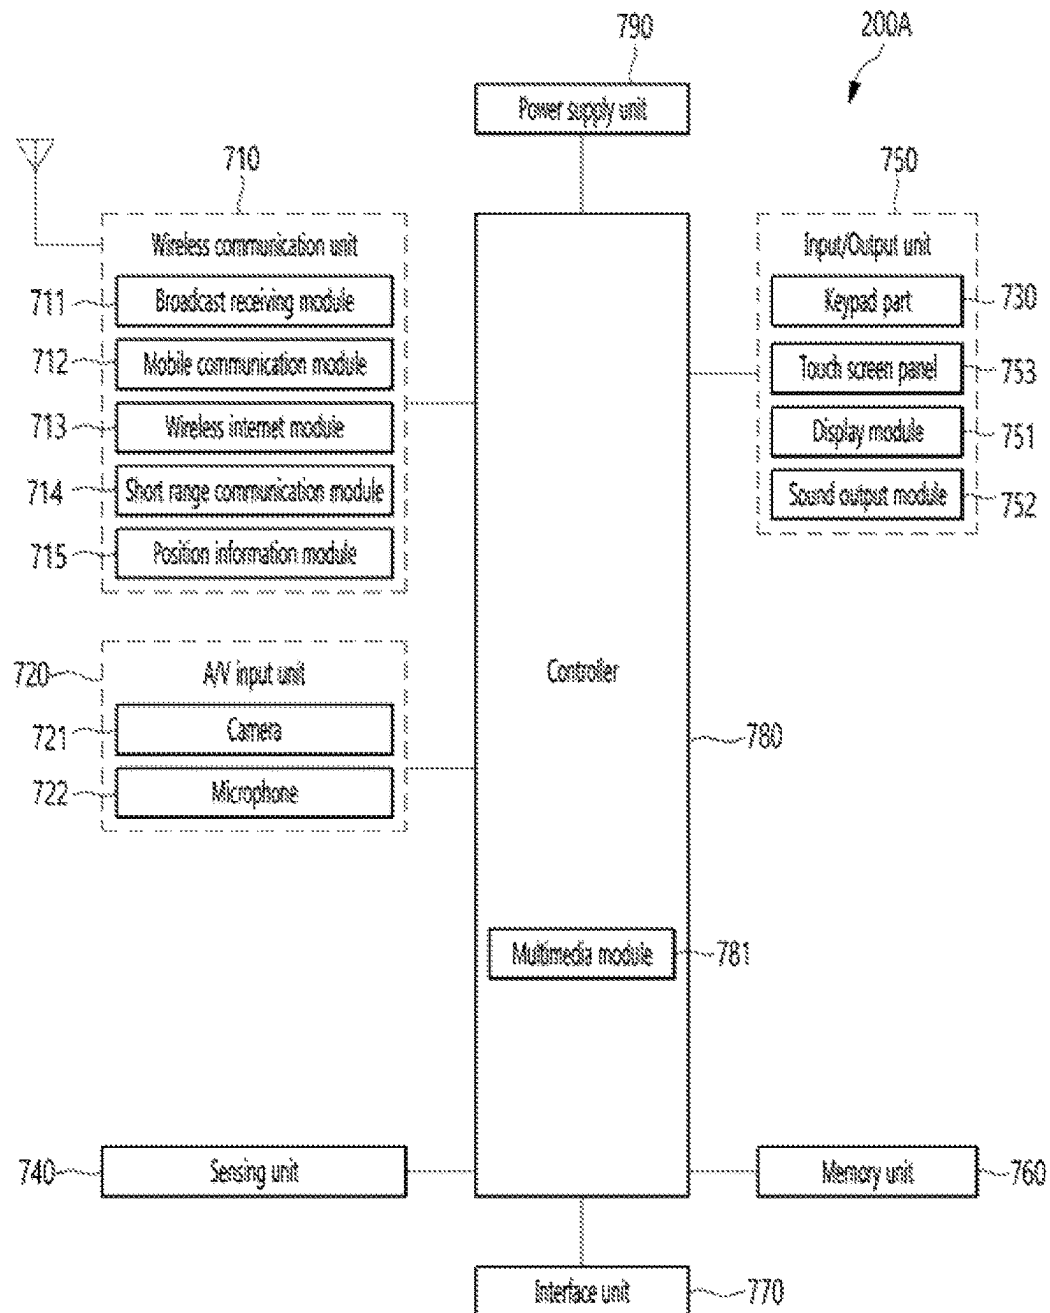 790
200A
Power supply unit
710
750
Wireless communication unit
Input/Output unit
711
Broadcast receiving module
Keypad part
730
712
Mobile communication module
Touch screen panel
753
713
Wireless internet module
Display module
751
714
Short range communication module
Sound output module
752
715
Position information module
720
A/V input unit
Controller
721
Camera
780
722
Microphone
Multimedia module
781
740
Sensing unit
Memory unit
760
Interface unit
770